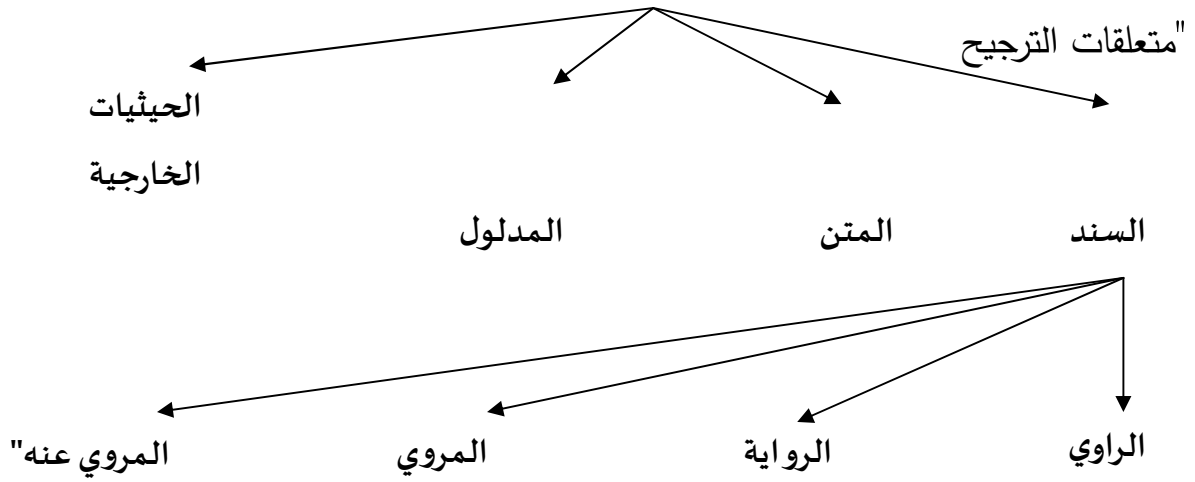 "متعلقات الترجيح
الحيثيات
الخارجية
السند المتن المدلول
الراوي الرواية المروي المروي عنه"